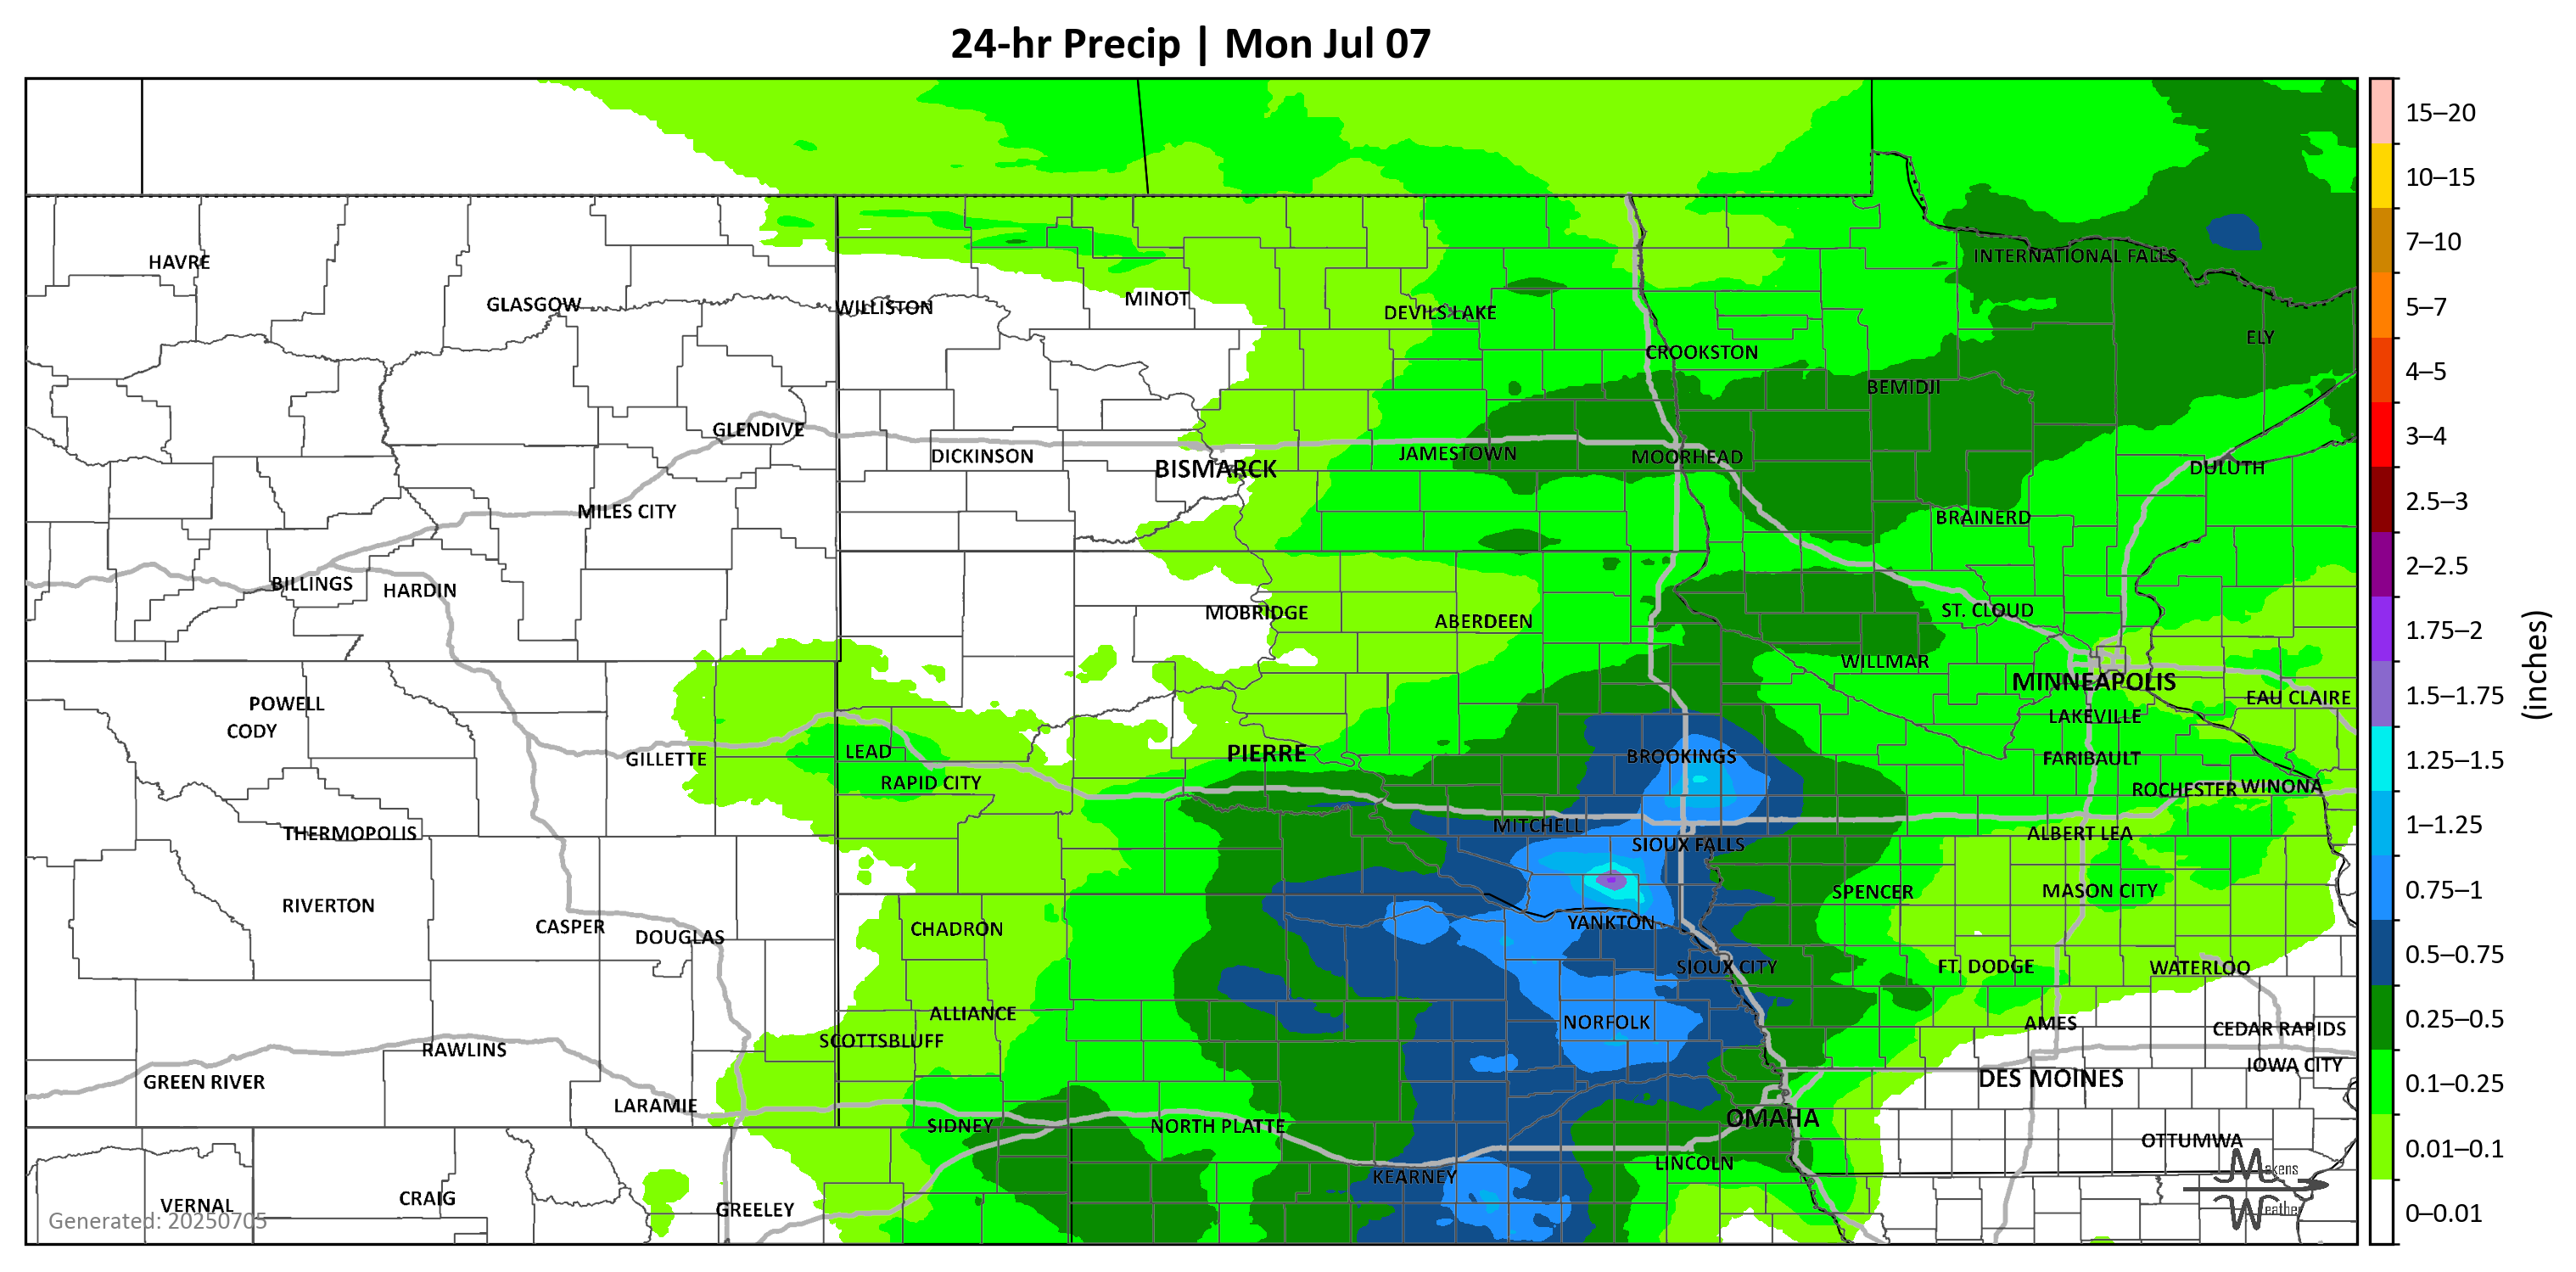 24-hr Precip | Mon Jul 07
15–20
10–15
INTERNATIONAL FALLS
7–10
HAVRE
GLASGOW
WILLISTON
MINOT
DEVILS LAKE
5–7
ELY
CROOKSTON
4–5
BEMIDJI
GLENDIVE
3–4
DICKINSON
BISMARCK
JAMESTOWN
MOORHEAD
DULUTH
MILES CITY
BRAINERD
2.5–3
2–2.5
BILLINGS
HARDIN
MOBRIDGE
ABERDEEN
ST. CLOUD
1.75–2
WILLMAR
(inches)
MINNEAPOLIS
1.5–1.75
EAU CLAIRE
POWELL
CODY
LAKEVILLE
GILLETTE
LEAD
PIERRE
BROOKINGS
FARIBAULT
1.25–1.5
RAPID CITY
ROCHESTER
WINONA
THERMOPOLIS
MITCHELL
SIOUX FALLS
ALBERT LEA
1–1.25
SPENCER
MASON CITY
0.75–1
RIVERTON
CASPER
DOUGLAS
CHADRON
YANKTON
SIOUX CITY
FT. DODGE
WATERLOO
0.5–0.75
ALLIANCE
SCOTTSBLUFF
NORFOLK
AMES
CEDAR RAPIDS
0.25–0.5
RAWLINS
GREEN RIVER
DES MOINES
IOWA CITY
0.1–0.25
LARAMIE
SIDNEY
NORTH PLATTE
OMAHA
OTTUMWA
0.01–0.1
KEARNEY
LINCOLN
Makens
Weather
VERNAL
CRAIG
GREELEY
Generated: 20250705
0–0.01